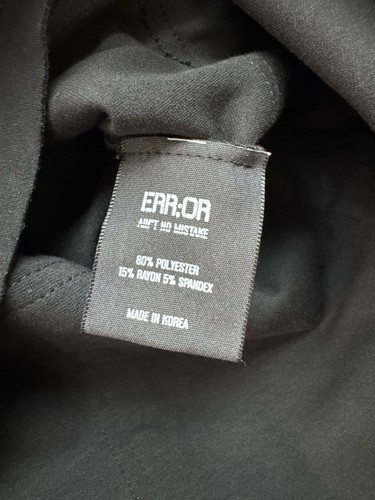 ERR;OR
AIN'T NO MISTAKE
80% POLYESTER
15% RAYON 5% SPANDEX
MADE IN KOREA